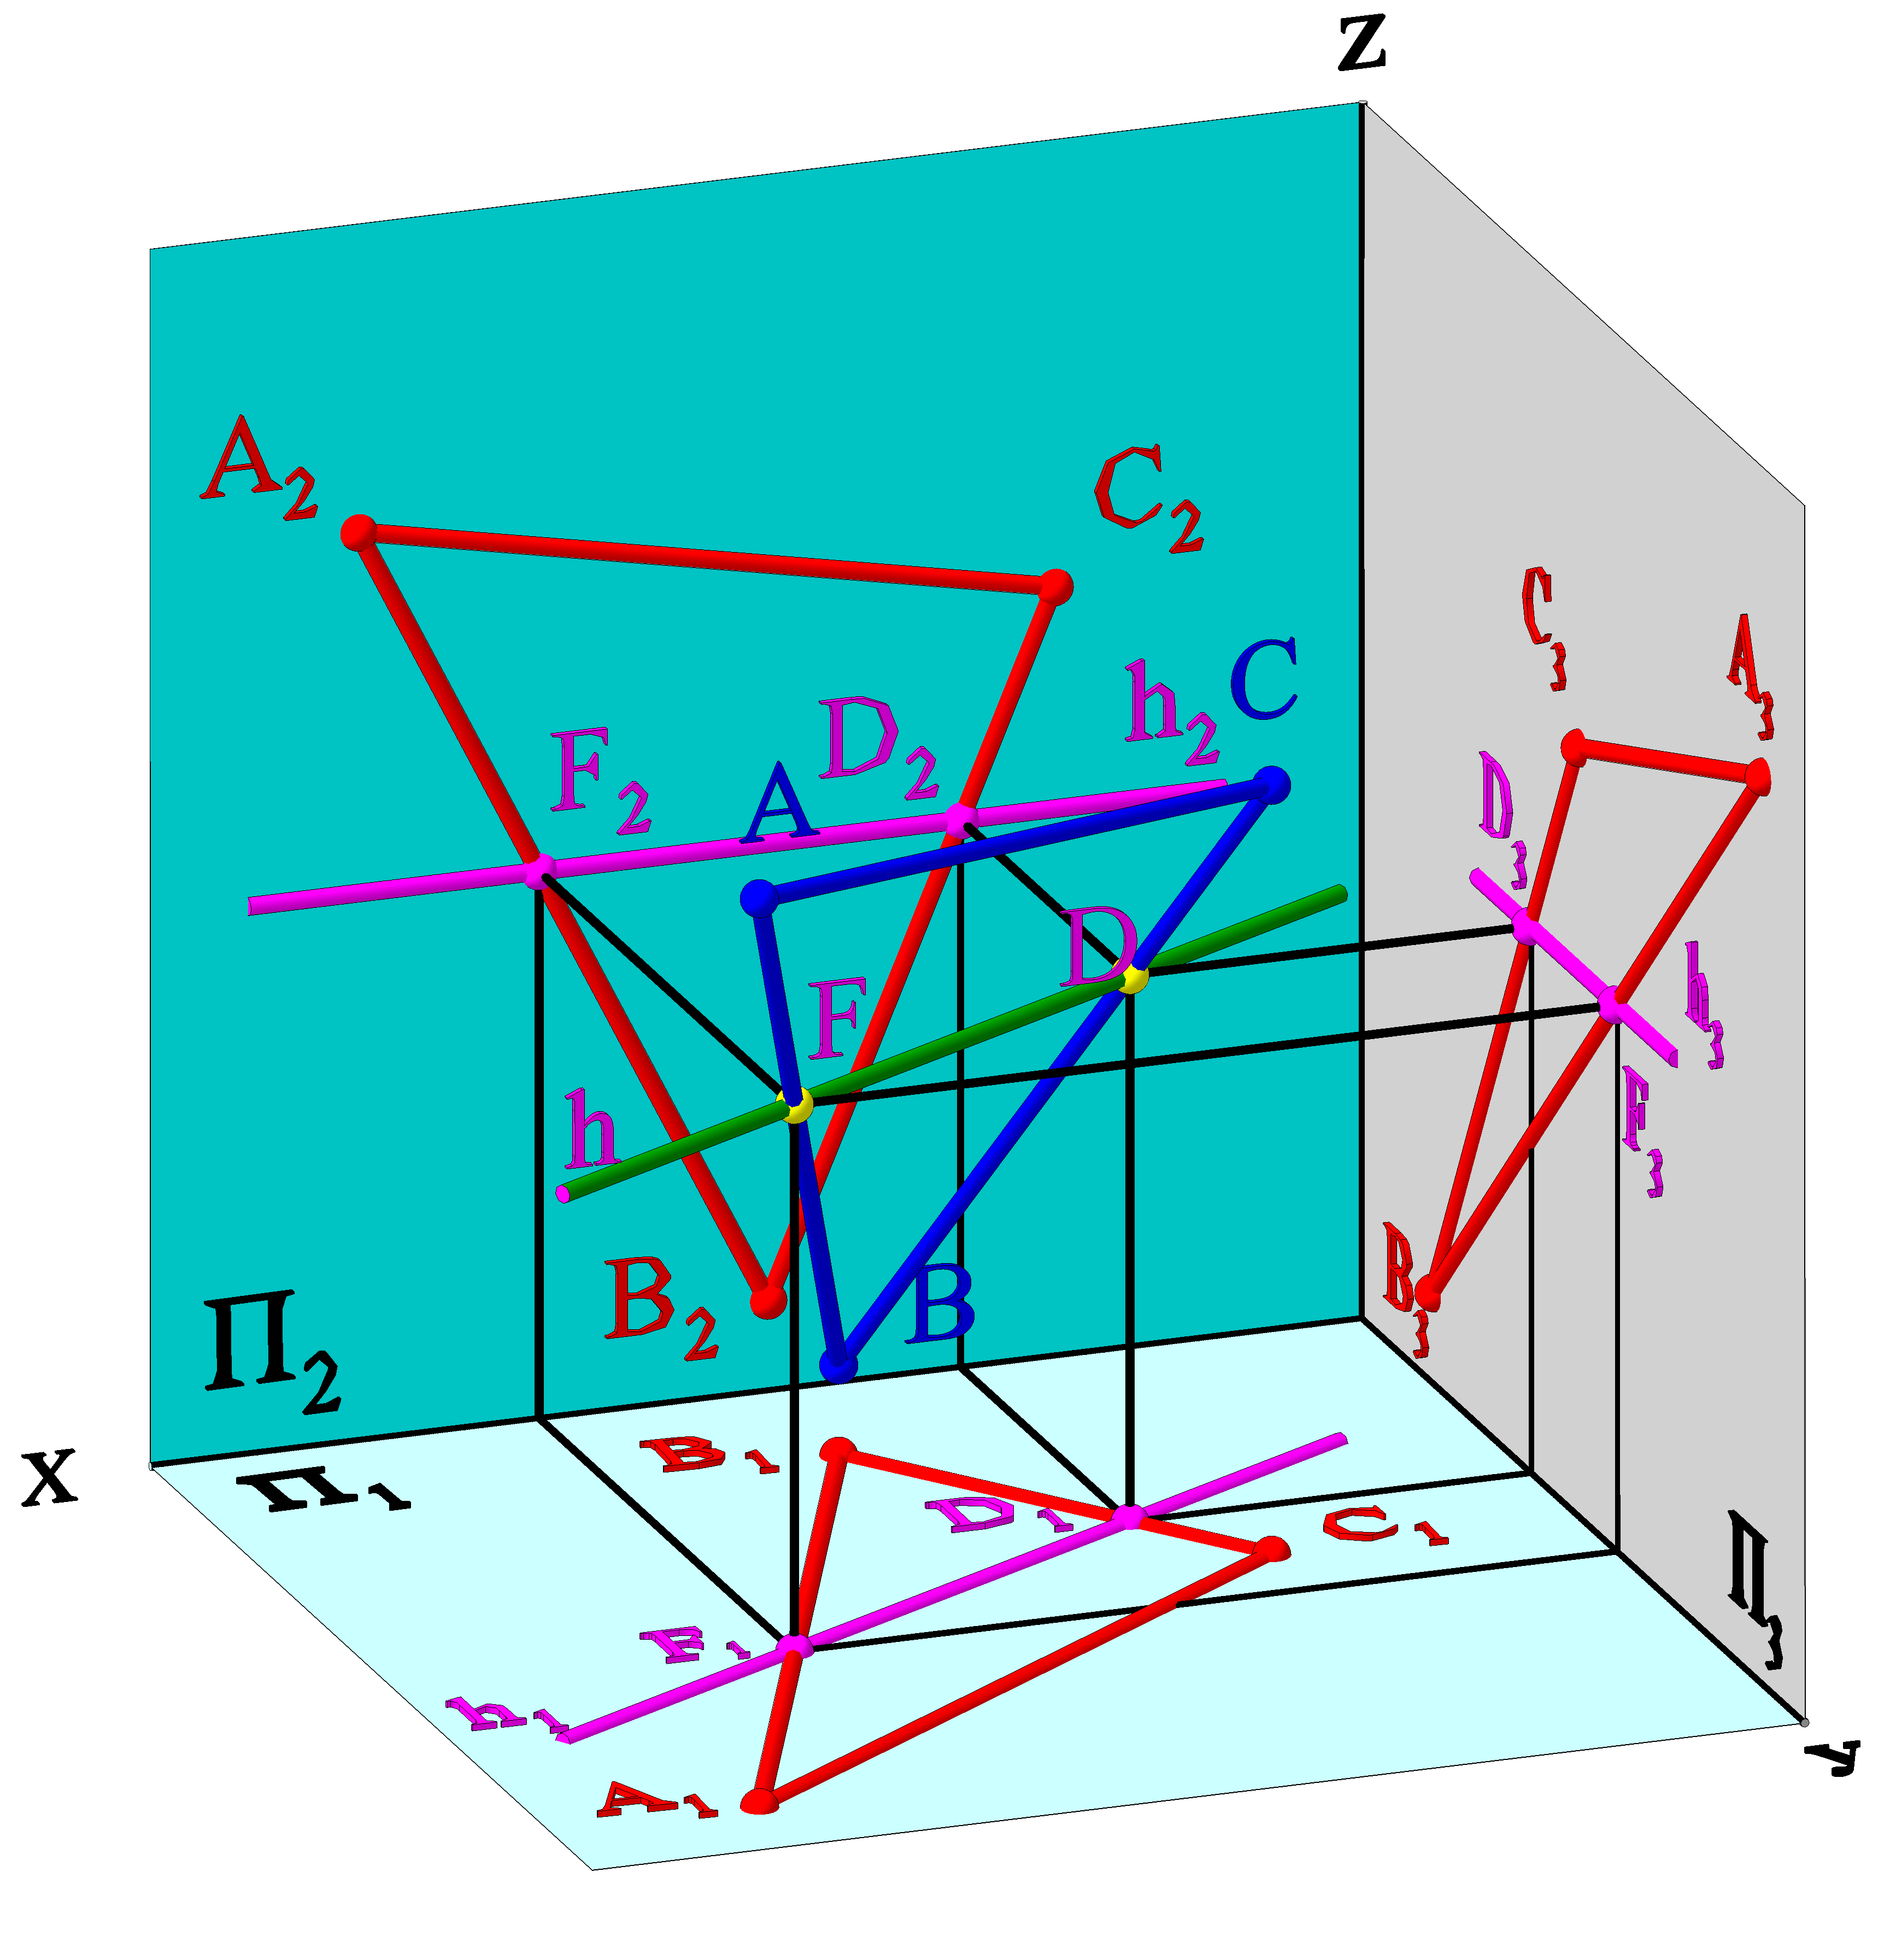 z
A₂
C₂
C₃
A₃
h₂
C
F₂
D₂
A
D₃
D
h₃
F
h
F₃
B₂
B
B₃
Π₂
x
Π₁
B₁
D₁
C₁
Π₃
F₁
h₁
A₁
y